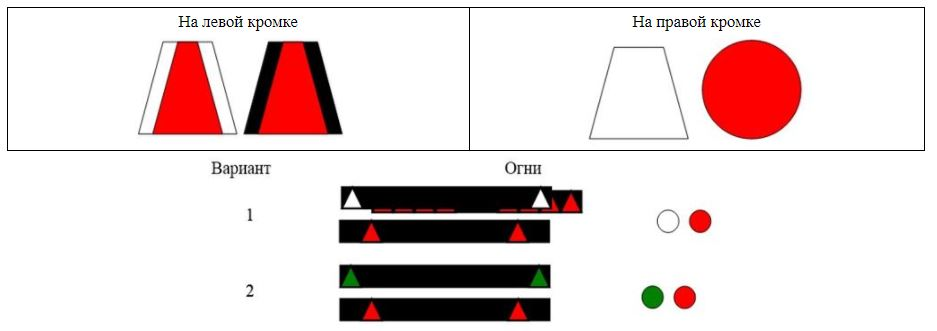 На левой кромке
На правой кромке
Вариант
Огни
1
2